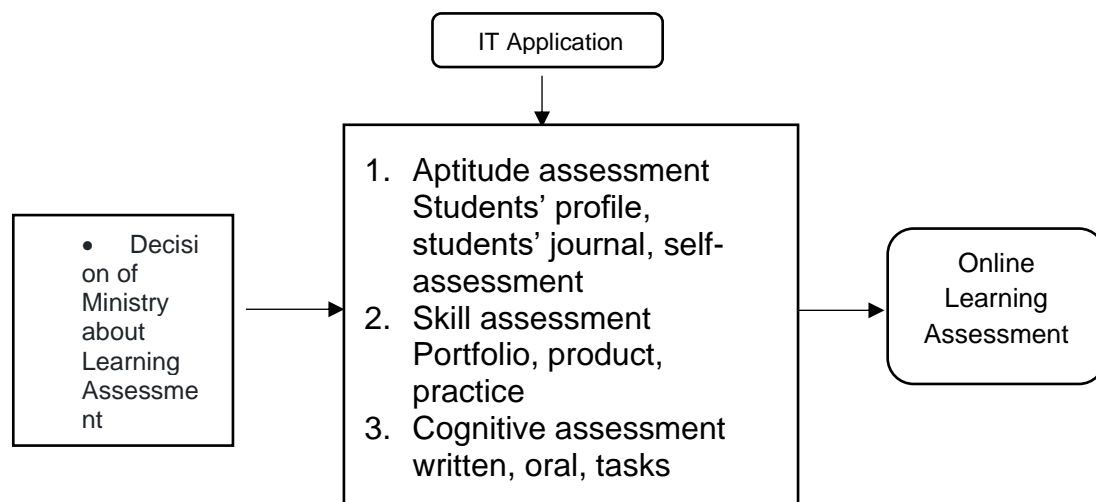 IT Application
• Decisi
on of
Ministry
about
Learning
Assessme
nt
1. Aptitude assessment
Students’ profile,
students’ journal, self-
assessment
2. Skill assessment
Portfolio, product,
practice
3. Cognitive assessment
written, oral, tasks
Online
Learning
Assessment